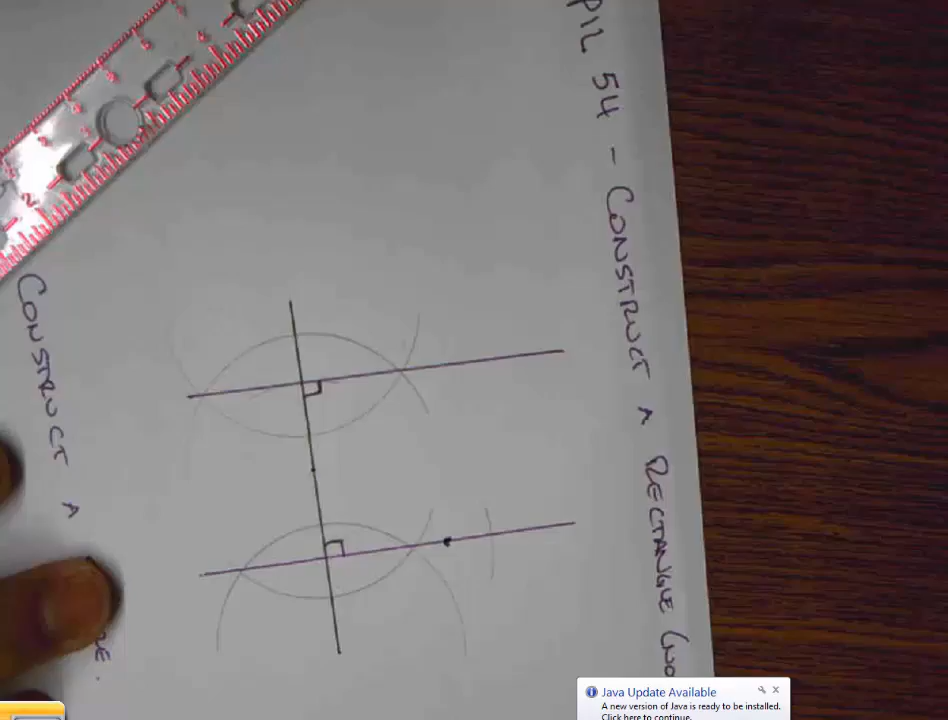 54 - CONSTRUCT A RECTANGLE
CONSTRUCT A
Java Update Available
A new version of Java is ready to be installed.
Click here to continue.